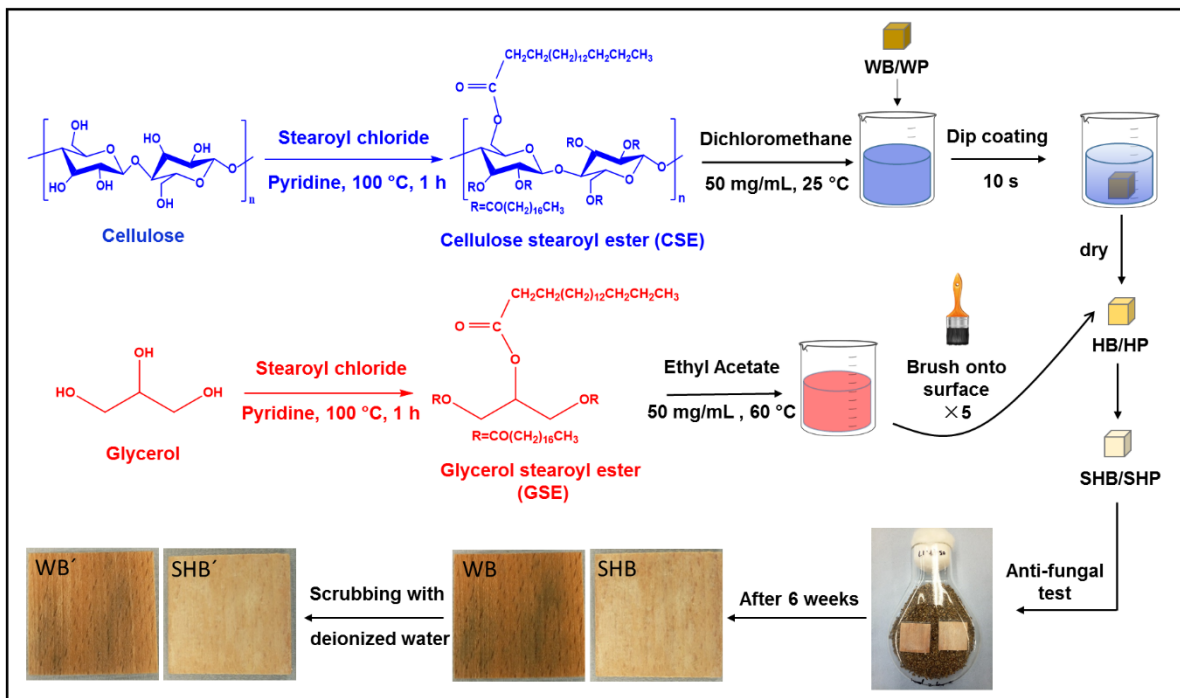 OH
OH
HO
O
O
O
HO
OH
O
OH
n
Cellulose
Stearoyl chloride
Pyridine, 100 °C, 1 h
CH₂CH₂(CH₂)₁₂CH₂CH₂CH₃
O
C
O
RO
OR
O
O
O
O
RO
OR
RO
OR
n
R=CO(CH₂)₁₆CH₃
Cellulose stearoyl ester (CSE)
Dichloromethane
50 mg/mL, 25 °C
WB/WP
Dip coating
10 s
dry
HB/HP
OH
HO
OH
Glycerol
Stearoyl chloride
Pyridine, 100 °C, 1 h
CH₂CH₂(CH₂)₁₂CH₂CH₂CH₃
O
C
O
RO
OR
R=CO(CH₂)₁₆CH₃
Glycerol stearoyl ester
(GSE)
Ethyl Acetate
50 mg/mL , 60 °C
Brush onto
surface
×5
SHB/SHP
Anti-fungal
test
After 6 weeks
WB
SHB
Scrubbing with
deionized water
WB´
SHB´